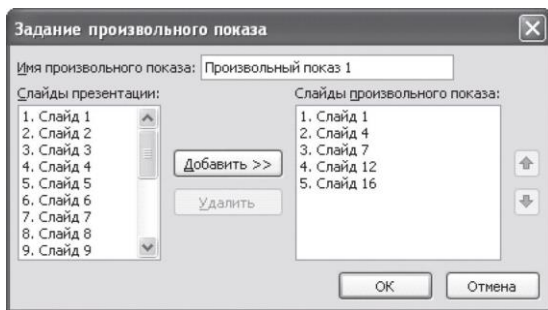 Задание произвольного показа
Имя произвольного показа: Произвольный показ 1
Слайды презентации:
1. Слайд 1
2. Слайд 2
3. Слайд 3
4. Слайд 4
5. Слайд 5
6. Слайд 6
7. Слайд 7
8. Слайд 8
9. Слайд 9
Добавить >>
Удалить
Слайды произвольного показа:
1. Слайд 1
2. Слайд 4
3. Слайд 7
4. Слайд 12
5. Слайд 16
ОК
Отмена